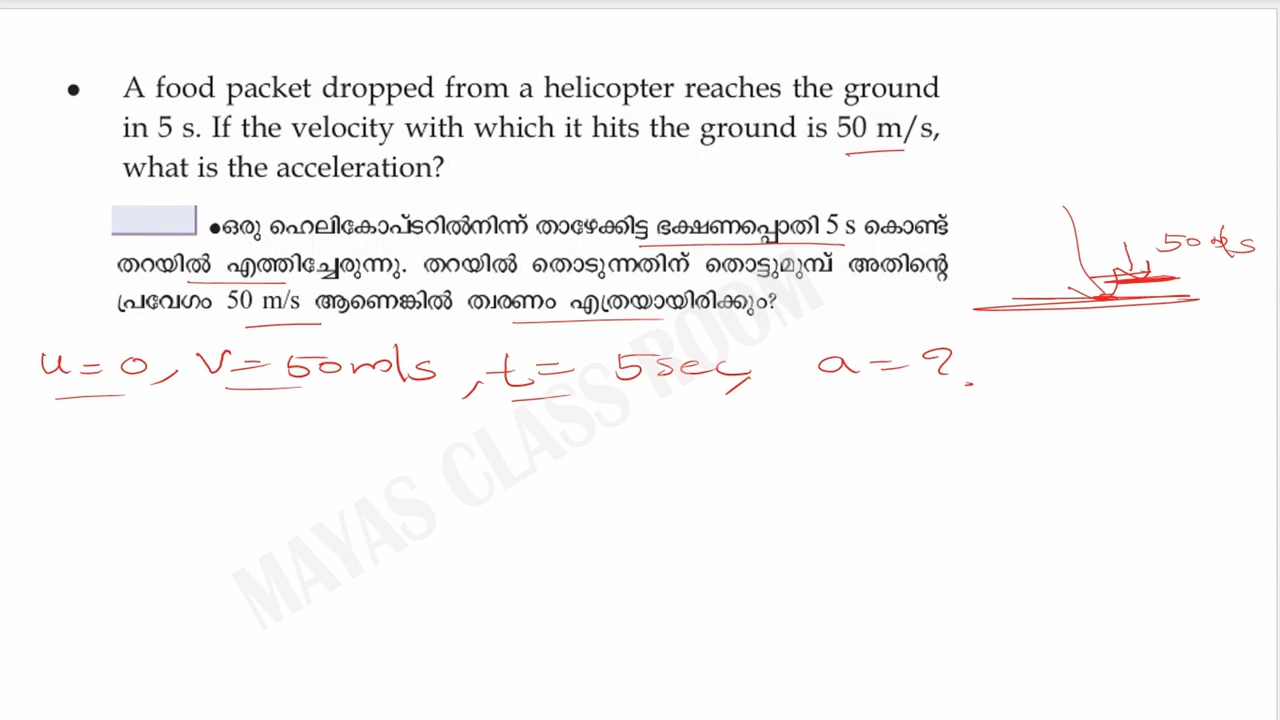 • A food packet dropped from a helicopter reaches the ground
in 5 s. If the velocity with which it hits the ground is 50 m/s,
what is the acceleration?
•ഒരു ഹെലികോപ്ടറിൽനിന്ന് താഴേക്കിട്ട ഭക്ഷണപ്പൊതി 5 s കൊണ്ട്
തറയിൽ എത്തിച്ചേരുന്നു. തറയിൽ തൊടുന്നതിന് തൊട്ടുമുമ്പ് അതിന്റെ
പ്രവേഗം 50 m/s ആണെങ്കിൽ ത്വരണം എത്രയായിരിക്കും?
50 m/s
u = 0, v = 50m/s, t = 5sec, a = ?.
MAYAS CLASS ROOM